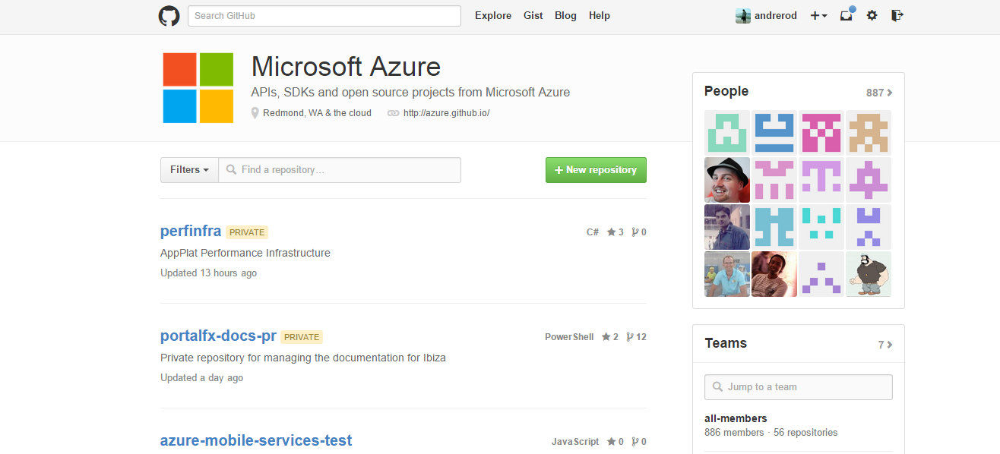 Search GitHub
Explore Gist Blog Help
andrerod
Microsoft Azure
APIs, SDKs and open source projects from Microsoft Azure
Redmond, WA & the cloud http://azure.github.io/
Filters Find a repository...
+ New repository
perfinfra PRIVATE
C# 3 0
AppPlat Performance Infrastructure
Updated 13 hours ago
portalfx-docs-pr PRIVATE
PowerShell 2 12
Private repository for managing the documentation for Ibiza
Updated a day ago
azure-mobile-services-test
JavaScript 0 0
People 887
Teams 7
Jump to a team
all-members
886 members · 56 repositories